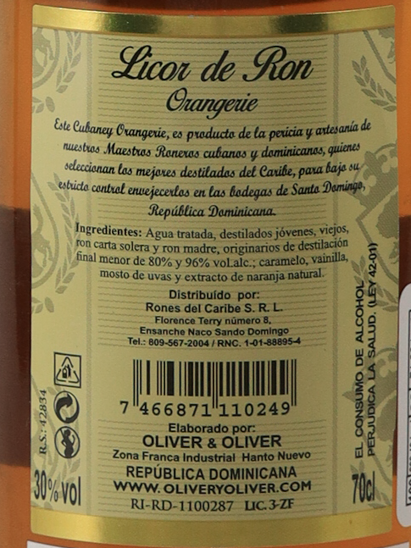 Licor de Ron
Orangerie
Este Cubaney Orangerie, es producto de la pericia y artesanía de
nuestros Maestros Roneros cubanos y dominicanos, quienes
seleccionan los mejores destilados del Caribe, para bajo su
estricto control envejecerlos en las bodegas de Santo Domingo,
República Dominicana.
Ingredientes: Agua tratada, destilados jóvenes, viejos,
ron carta solera y ron madre, originarios de destilación
final menor de 80% y 96% vol.alc.; caramelo, vainilla,
mosto de uvas y extracto de naranja natural.
Distribuido por:
Rones del Caribe S. R. L.
Florence Terry número 8,
Ensanche Naco Santo Domingo
Tel.: 809-567-2004 / RNC. 1-01-88895-4
7 466871 110249
Elaborado por:
OLIVER & OLIVER
Zona Franca Industrial Hanto Nuevo
REPÚBLICA DOMINICANA
WWW.OLIVERYOLIVER.COM
RI-RD-1100287 LIC. 3-ZF
30% vol
70cl
R.S.: 42834
EL CONSUMO DE ALCOHOL
PERJUDICA LA SALUD. (LEY 42-01)